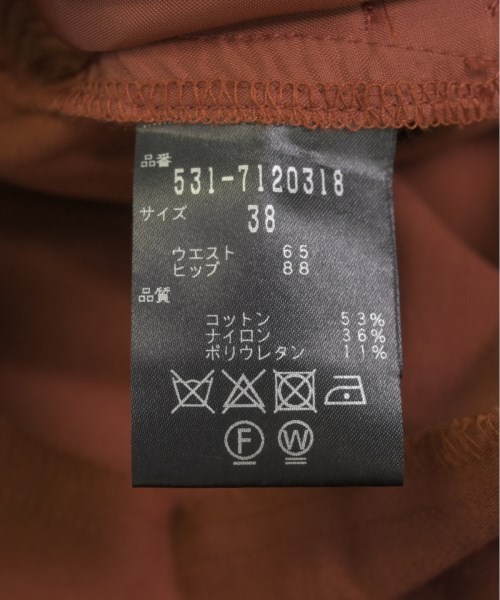 品番
531-7120318
サイズ 38
ウエスト 65
ヒップ 88
品質
コットン 53%
ナイロン 36%
ポリウレタン 11%
F W